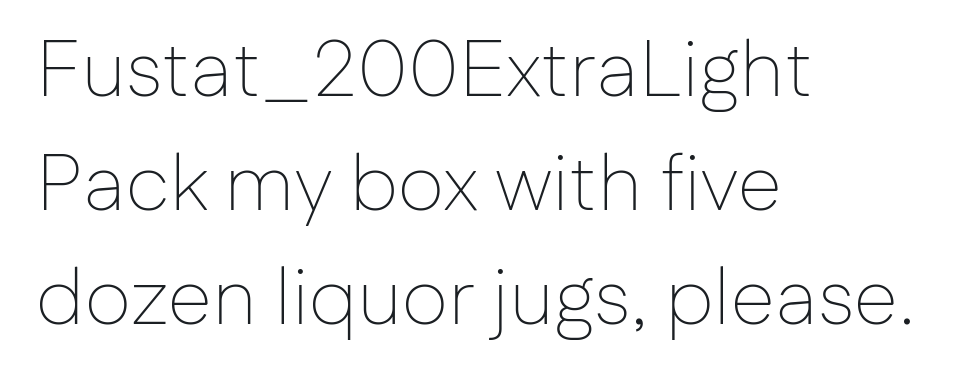 Fustat_200ExtraLight
Pack my box with five
dozen liquor jugs, please.